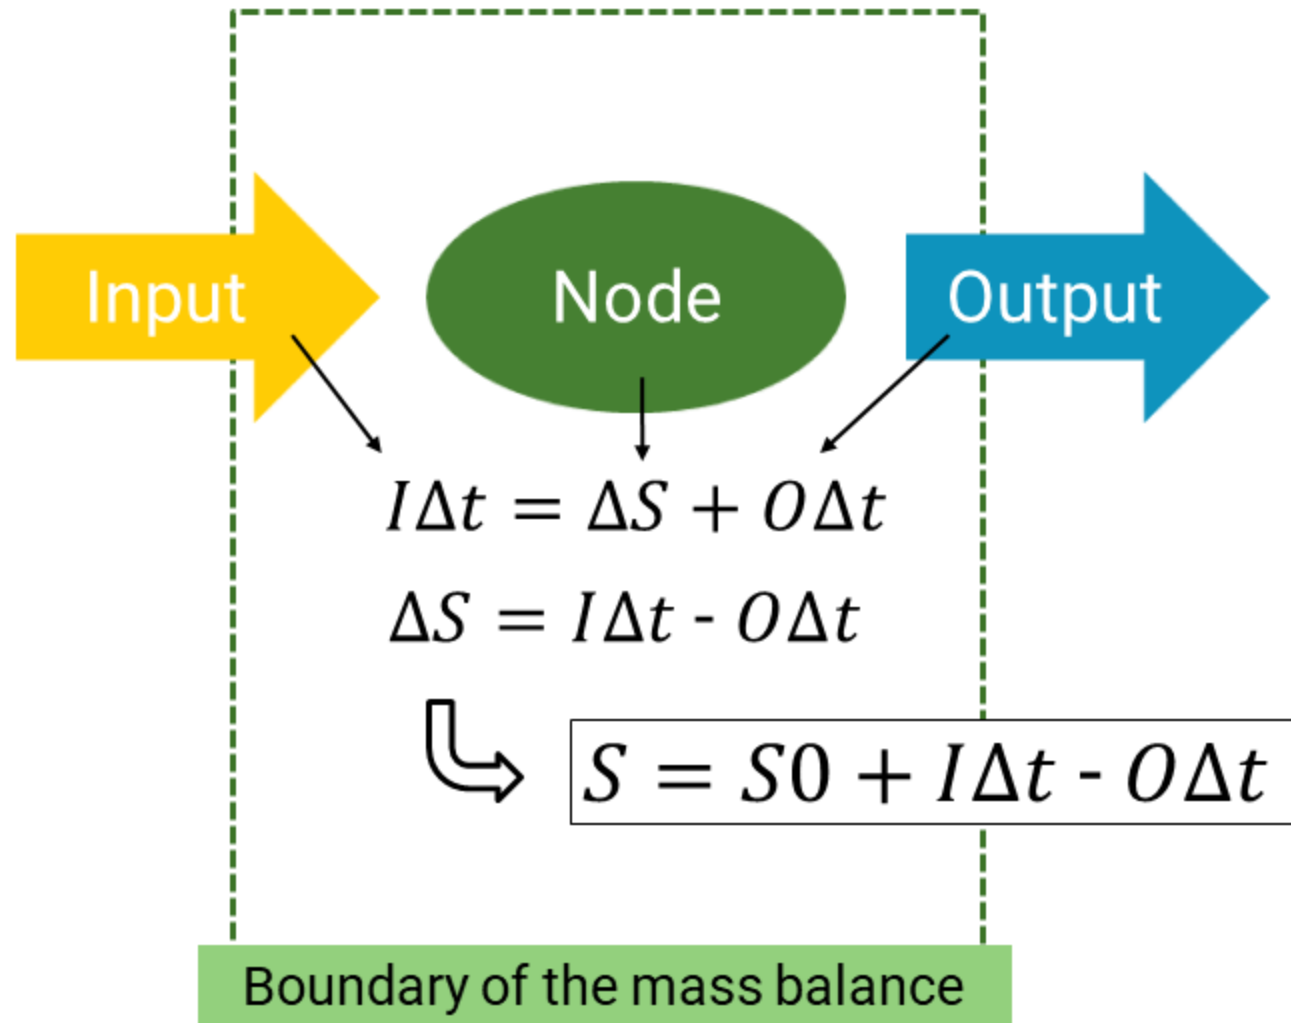 Input
Node
Output
IΔt = ΔS + OΔt
ΔS = IΔt - OΔt
S = S0 + IΔt - OΔt
Boundary of the mass balance